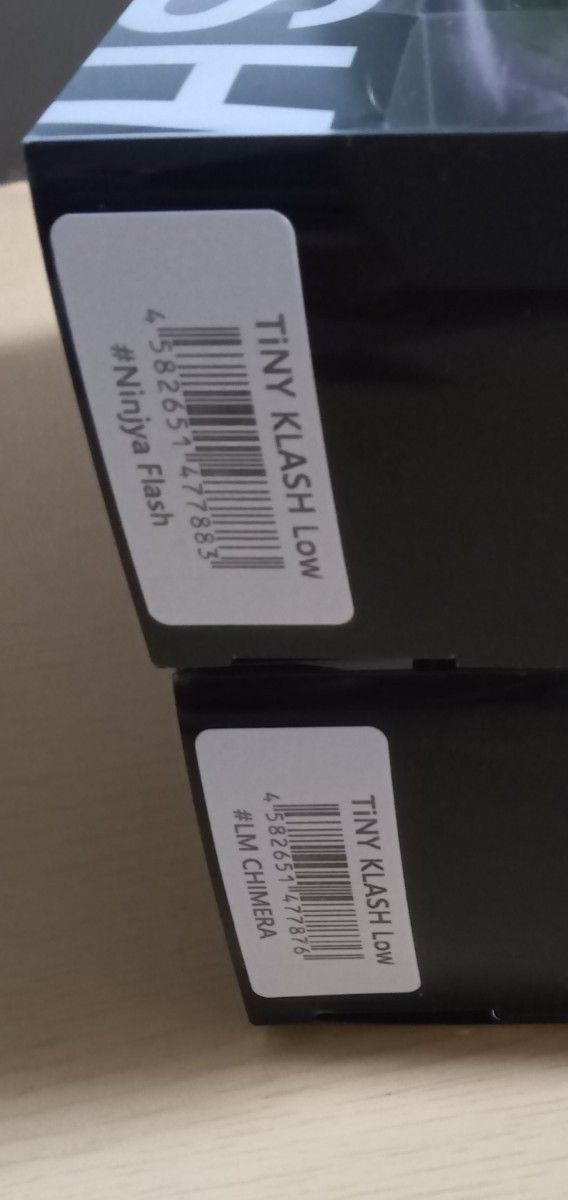 SH
TiNY KLASH Low
4 582651 477883
#Ninjya Flash
TiNY KLASH Low
4 582651 477876
#LM CHIMERA